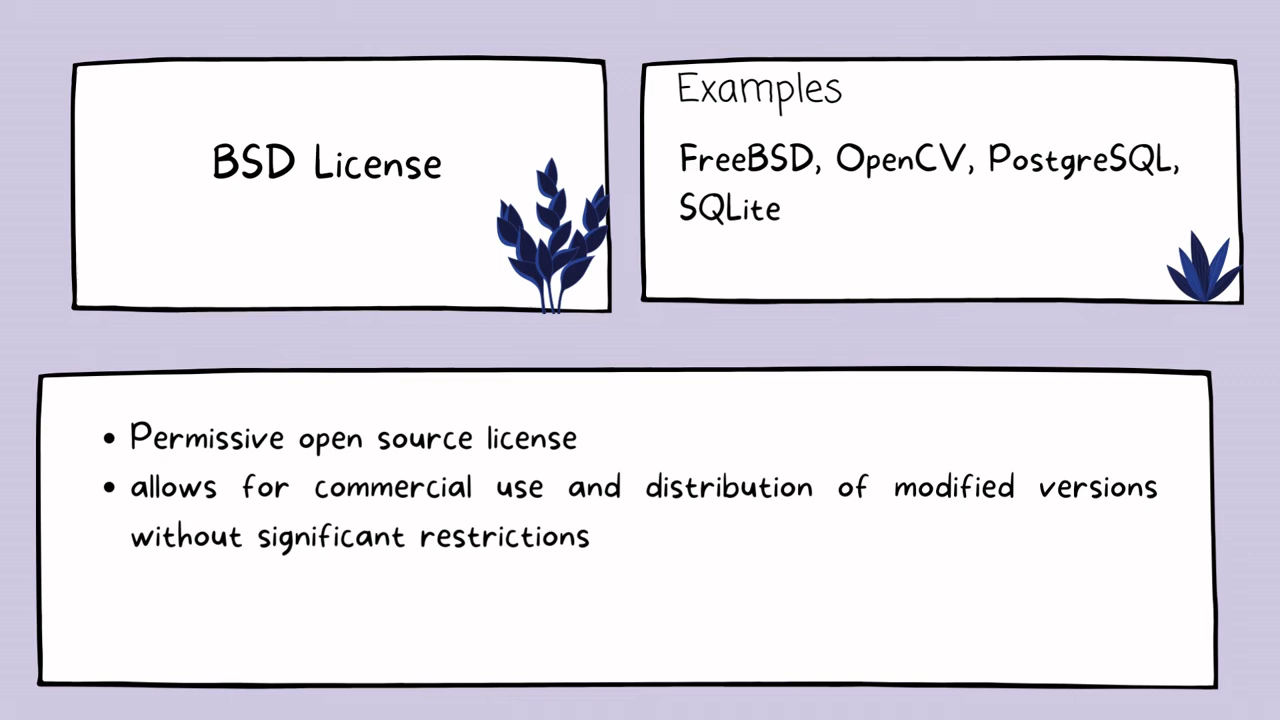 BSD License
Examples
FreeBSD, OpenCV, PostgreSQL,
SQLite
• Permissive open source license
• allows for commercial use and distribution of modified versions
without significant restrictions